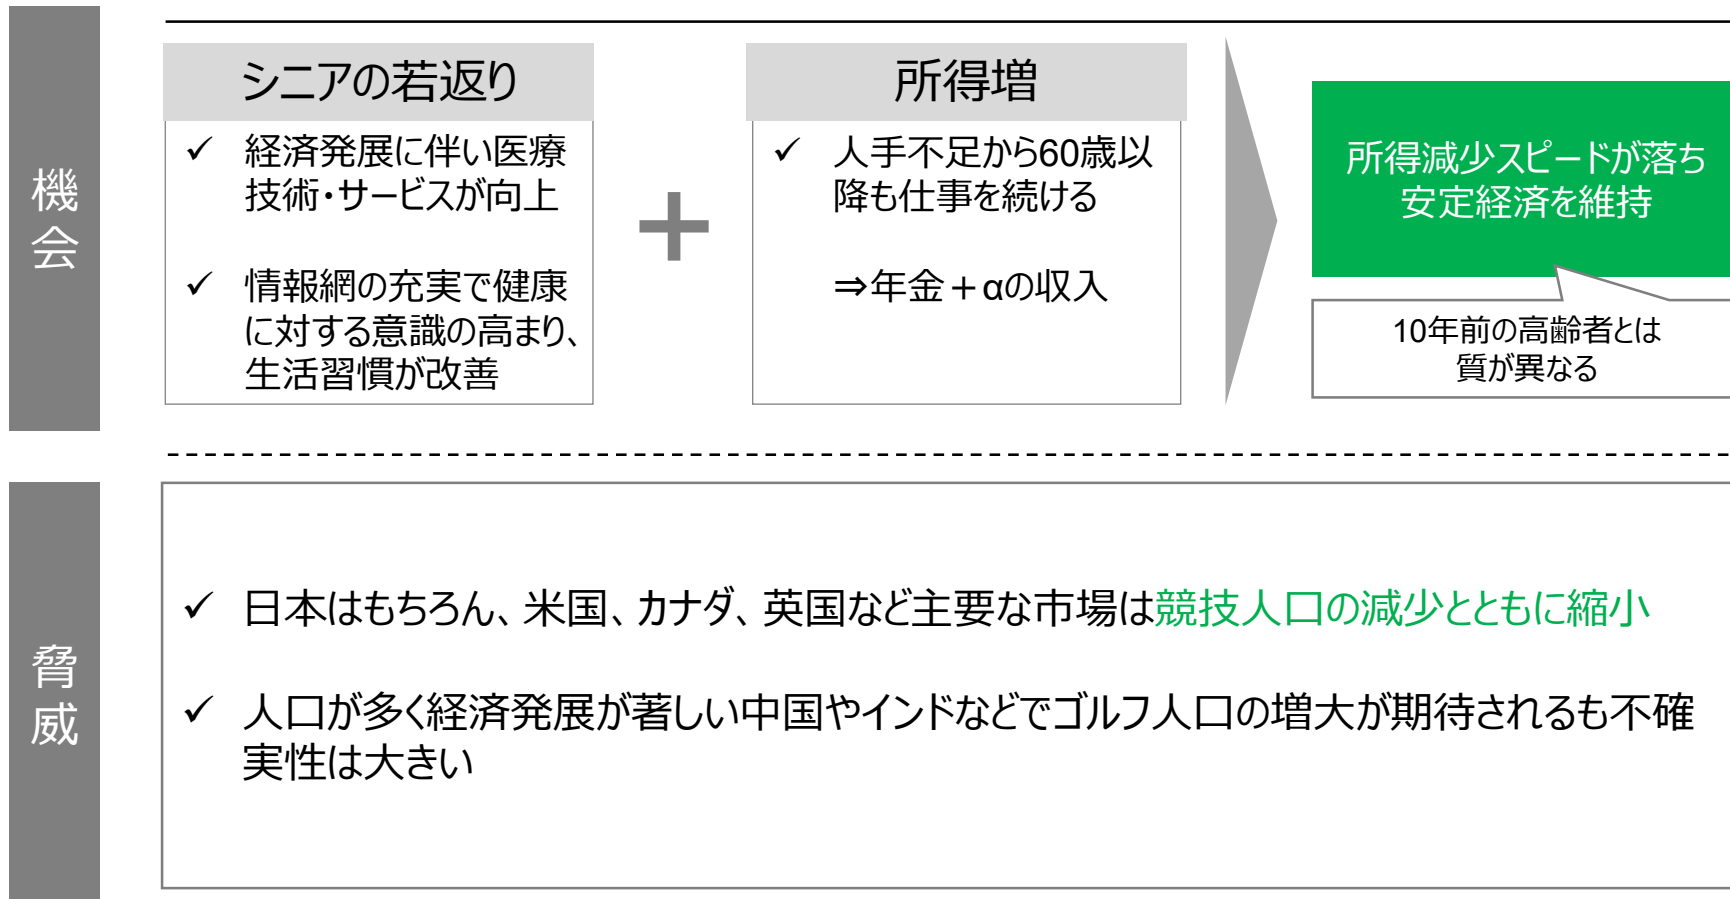 機会
シニアの若返り
✓ 経済発展に伴い医療
技術・サービスが向上
✓ 情報網の充実で健康
に対する意識の高まり、
生活習慣が改善
+
所得増
✓ 人手不足から60歳以
降も仕事を続ける
⇒年金+αの収入
所得減少スピードが落ち
安定経済を維持
10年前の高齢者とは
質が異なる
脅威
✓ 日本はもちろん、米国、カナダ、英国など主要な市場は競技人口の減少とともに縮小
✓ 人口が多く経済発展が著しい中国やインドなどでゴルフ人口の増大が期待されるも不確
実性は大きい